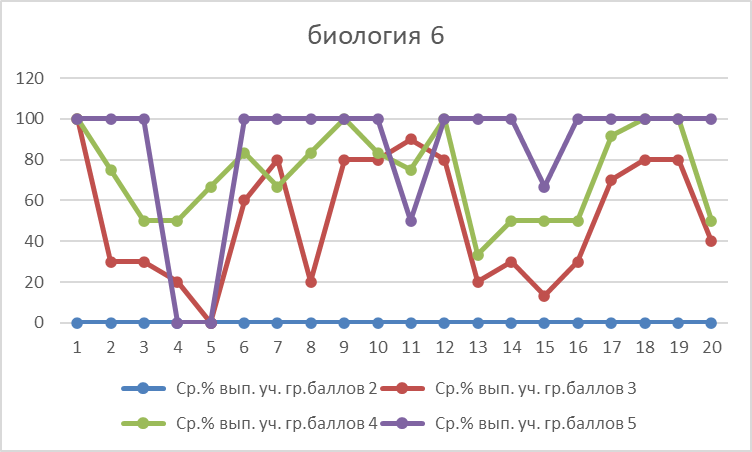 биология 6
120
100
80
60
40
20
0
1 2 3 4 5 6 7 8 9 10 11 12 13 14 15 16 17 18 19 20
Ср.% вып. уч. гр.баллов 2 Ср.% вып. уч. гр.баллов 3
Ср.% вып. уч. гр.баллов 4 Ср.% вып. уч. гр.баллов 5